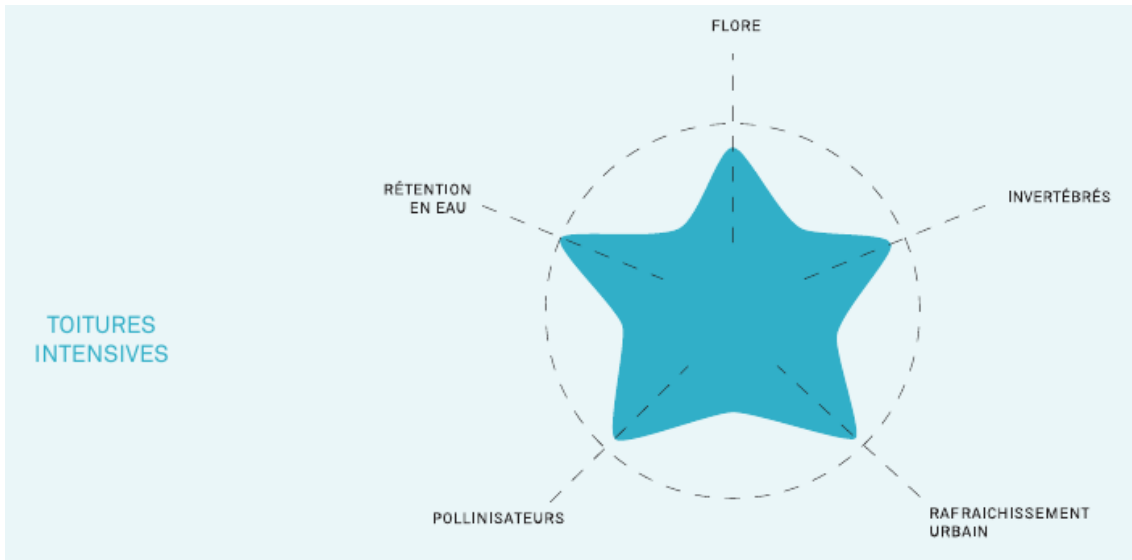 FLORE
RÉTENTION
EN EAU
INVERTÉBRÉS
TOITURES
INTENSIVES
POLLINISATEURS
RAFRAICHISSEMENT
URBAIN